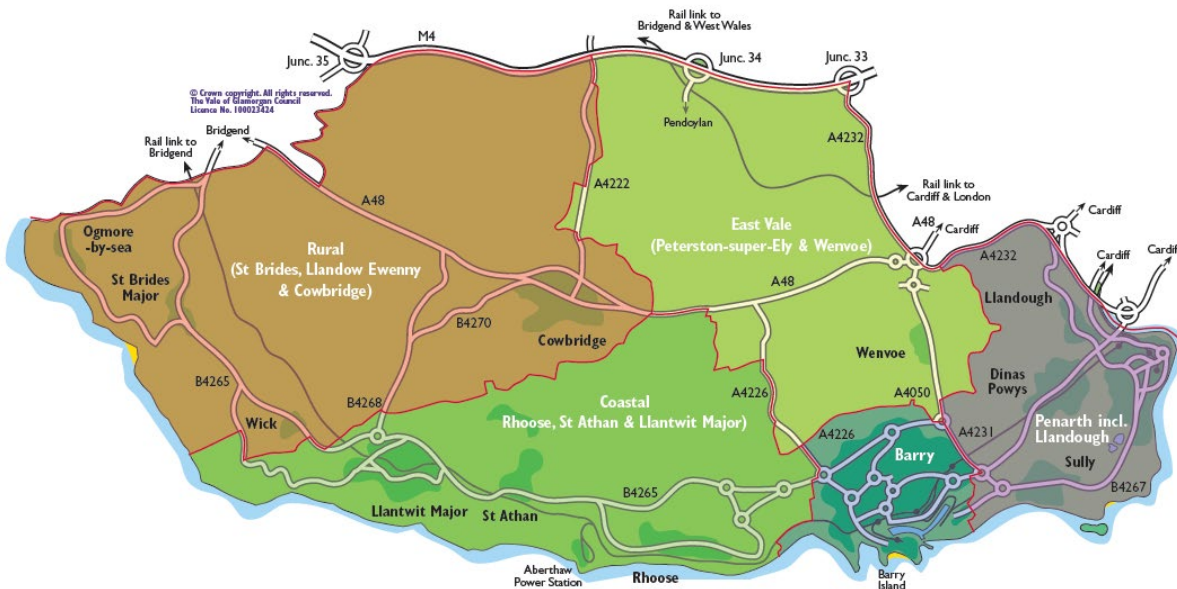 Rail link to
Bridgend & West Wales
M4
Junc. 35
Junc. 34
Junc. 33
© Crown copyright. All rights reserved.
The Vale of Glamorgan Council
Licence No. 100023424
Pendoylan
Rail link to
Bridgend
Bridgend
A4232
A4222
A48
Rail link to
Cardiff & London
A48
Cardiff
Cardiff
Cardiff
Cardiff
Ogmore
-by-sea
St Brides
Major
Rural
(St Brides, Llandow Ewenny
& Cowbridge)
East Vale
(Peterston-super-Ely & Wenvoe)
A4232
Llandough
A48
B4270
Cowbridge
Wenvoe
Dinas
Powys
B4265
B4268
Wick
Coastal
Rhoose, St Athan & Llantwit Major)
A4226
A4050
A4226
Barry
A4231
Penarth incl.
Llandough
Sully
B4267
B4265
Llantwit Major
St Athan
Aberthaw
Power Station
Rhoose
Barry
Island